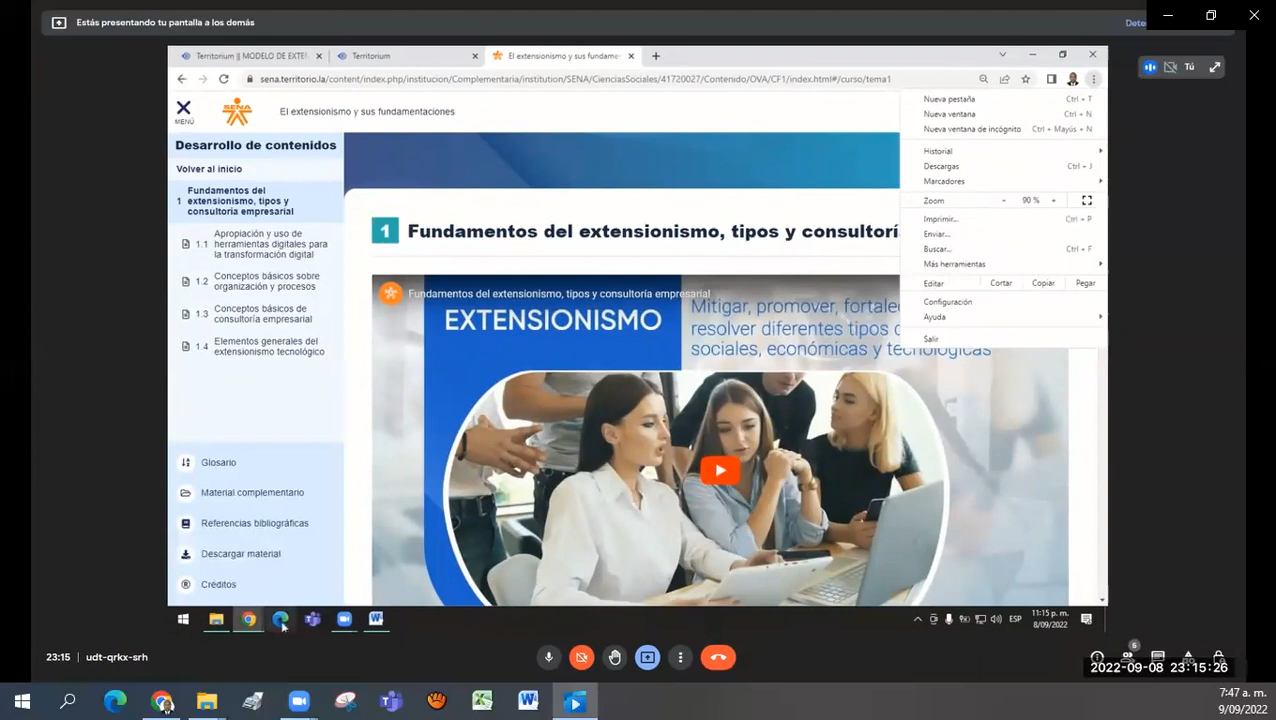 Estás presentando tu pantalla a los demás
Dete
Territorium || MODELO DE EXTEN
Territorium
El extensionismo y sus fundamen
sena.territorio.la/content/index.php/institucion/Complementaria/institution/SENA/CienciasSociales/41720027/Contenido/OVA/CF1/index.html#/curso/tema1
Tú
MENÚ
SENA
El extensionismo y sus fundamentaciones
Desarrollo de contenidos
Volver al inicio
1 Fundamentos del
extensionismo, tipos y
consultoría empresarial
1.1 Apropiación y uso de
herramientas digitales para
la transformación digital
1.2 Conceptos básicos sobre
organización y procesos
1.3 Conceptos básicos de
consultoría empresarial
1.4 Elementos generales del
extensionismo tecnológico
Glosario
Material complementario
Referencias bibliográficas
Descargar material
Créditos
1 Fundamentos del extensionismo, tipos y consultorí
Fundamentos del extensionismo, tipos y consultoría empresarial
EXTENSIONISMO
Mitigar, promover, fortale
resolver diferentes tipos d
sociales, económicas y tecnológicas
Nueva pestaña Ctrl + T
Nueva ventana Ctrl + N
Nueva ventana de incógnito Ctrl + Mayús + N
Historial
Descargas Ctrl + J
Marcadores
Zoom - 90 % +
Imprimir... Ctrl + P
Enviar...
Buscar... Ctrl + F
Más herramientas
Editar Cortar Copiar Pegar
Configuración
Ayuda
Salir
ESP
11:15 p. m.
8/09/2022
23:15 udt-qrkx-srh
6
2022-09-08 23:15:26
7:47 a. m.
9/09/2022